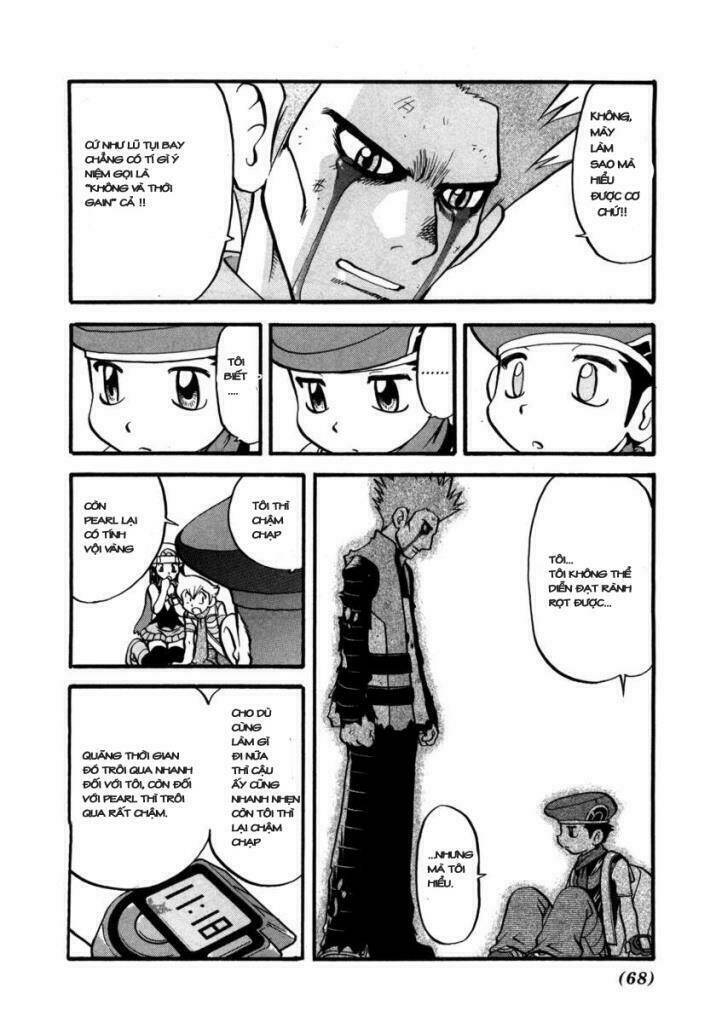 KHÔNG,
MÀY
LÀM
SAO MÀ
HIỂU
ĐƯỢC CƠ
CHỨ!!
CỨ NHƯ LŨ TỤI BAY
CHẲNG CÓ TÍ GÌ Ý
NIỆM GỌI LÀ
"KHÔNG VÀ THỚI
GAIN" CẢ !!
......
TÔI
BIẾT
....
TÔI...
TÔI KHÔNG THỂ
DIỄN ĐẠT RÀNH
RỌT ĐƯỢC...
...NHƯNG
MÀ TÔI
HIỂU.
TÔI THÌ
CHẬM
CHẠP
CÒN
PEARL LẠI
CÓ TÍNH
VỘI VÀNG
CHO DÙ
CÙNG
LÀM GÌ
ĐI NỮA
THÌ CẬU
ẤY CŨNG
NHANH NHẸN
CÒN TÔI THÌ
LẠI CHẬM
CHẠP
QUÃNG THỜI GIAN
ĐÓ TRÔI QUA NHANH
ĐỐI VỚI TÔI, CÒN ĐỐI
VỚI PEARL THÌ TRÔI
QUA RẤT CHẬM.
11:18
(68)